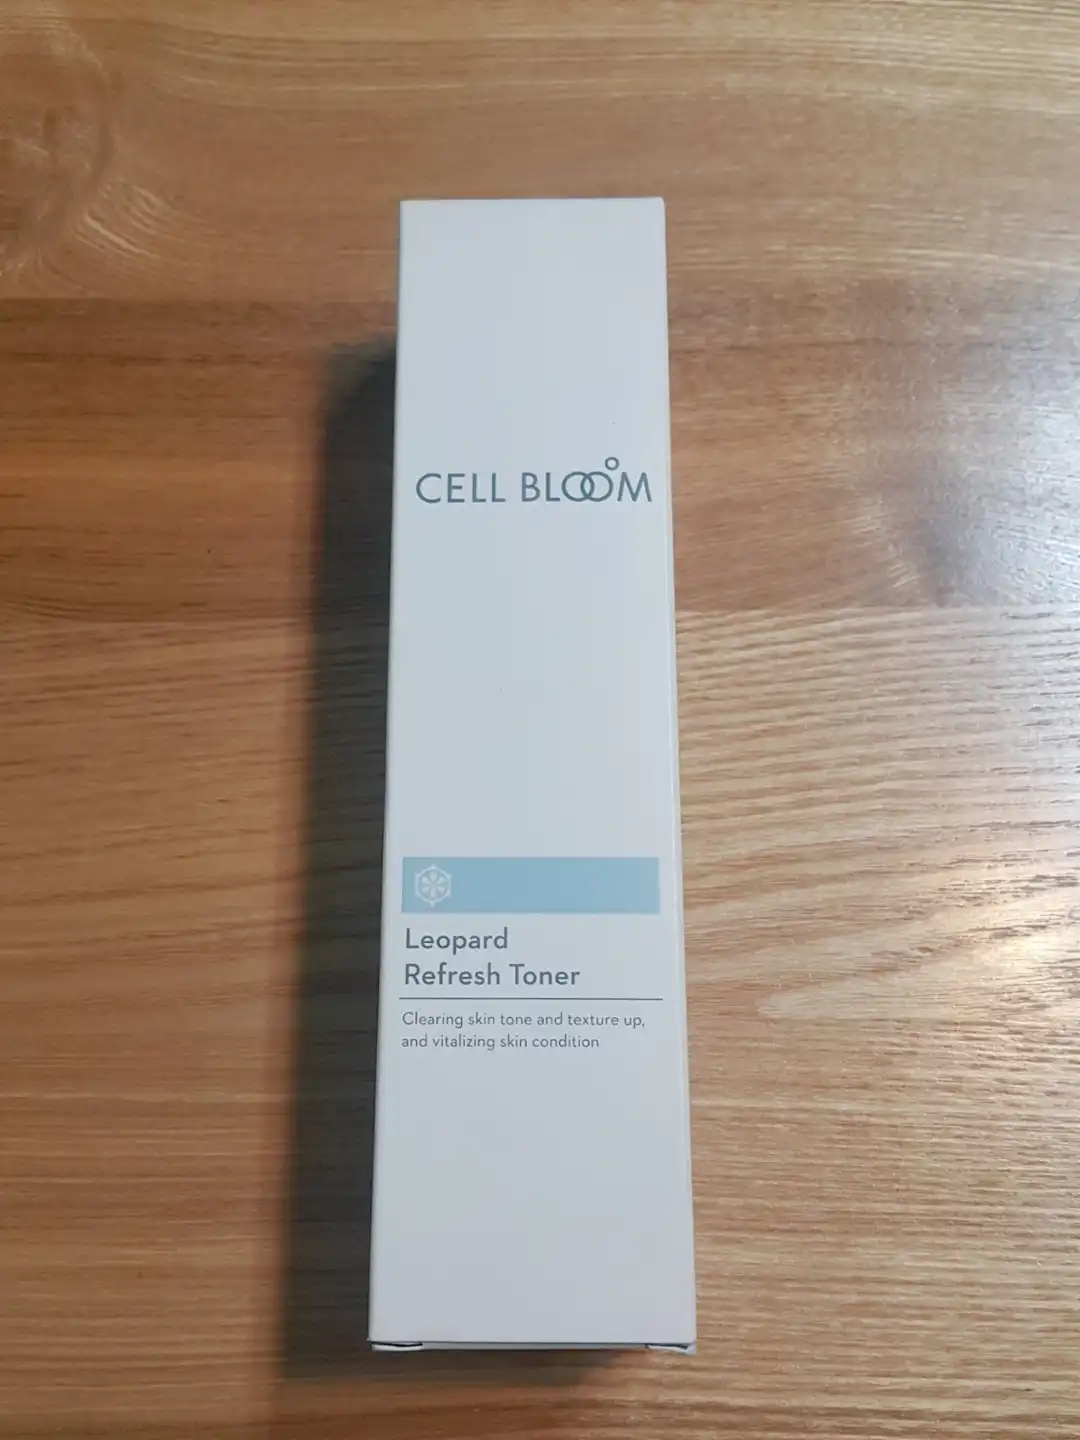 CELL BLOOM
Leopard
Refresh Toner
Clearing skin tone and texture up,
and vitalizing skin condition